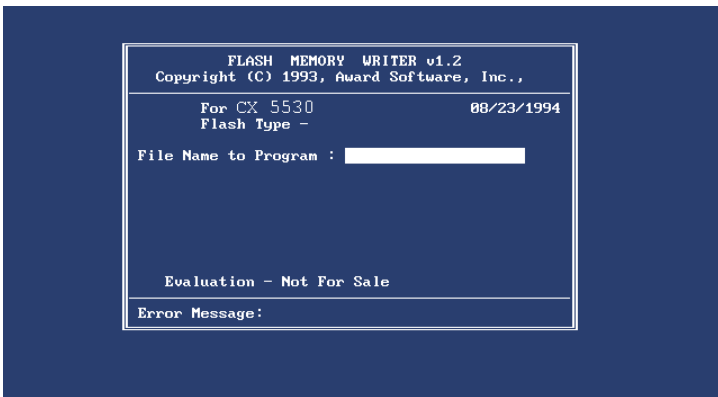 FLASH MEMORY WRITER v1.2
Copyright (C) 1993, Award Software, Inc.,
For CX 5530 08/23/1994
Flash Type -
File Name to Program :
Evaluation - Not For Sale
Error Message: